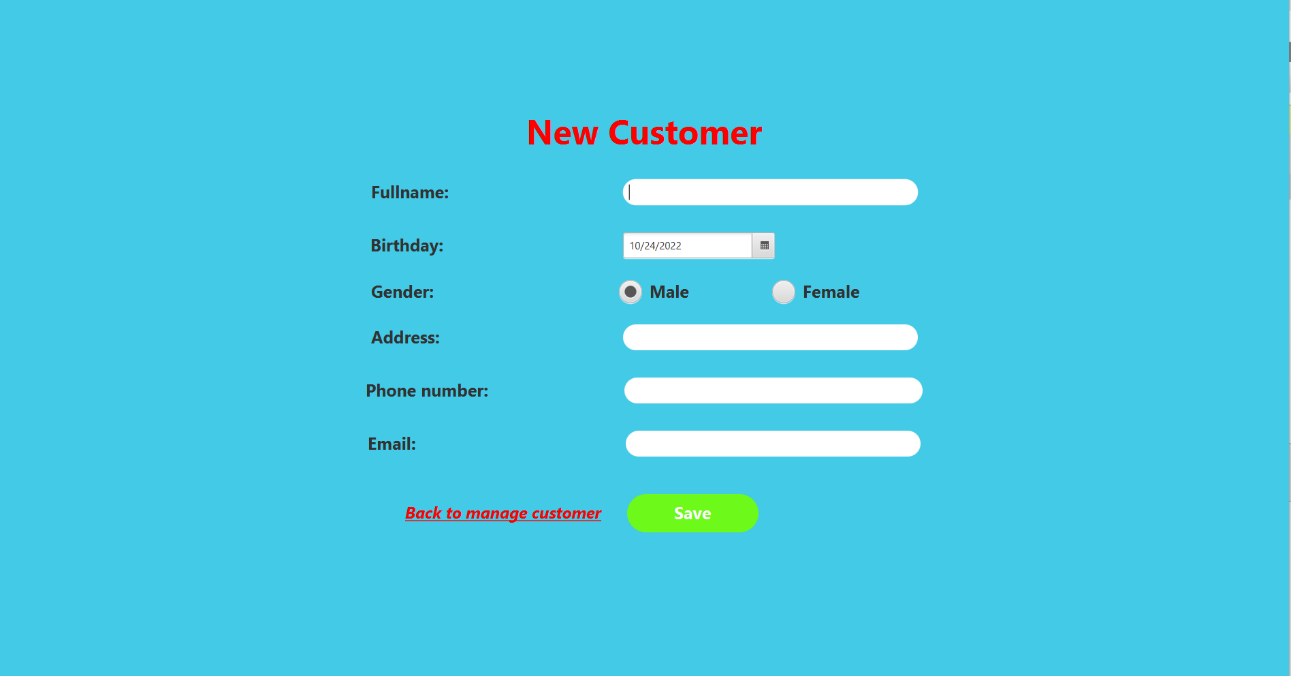 New Customer
Fullname:
Birthday: 10/24/2022
Gender: Male Female
Address:
Phone number:
Email:
Back to manage customer Save